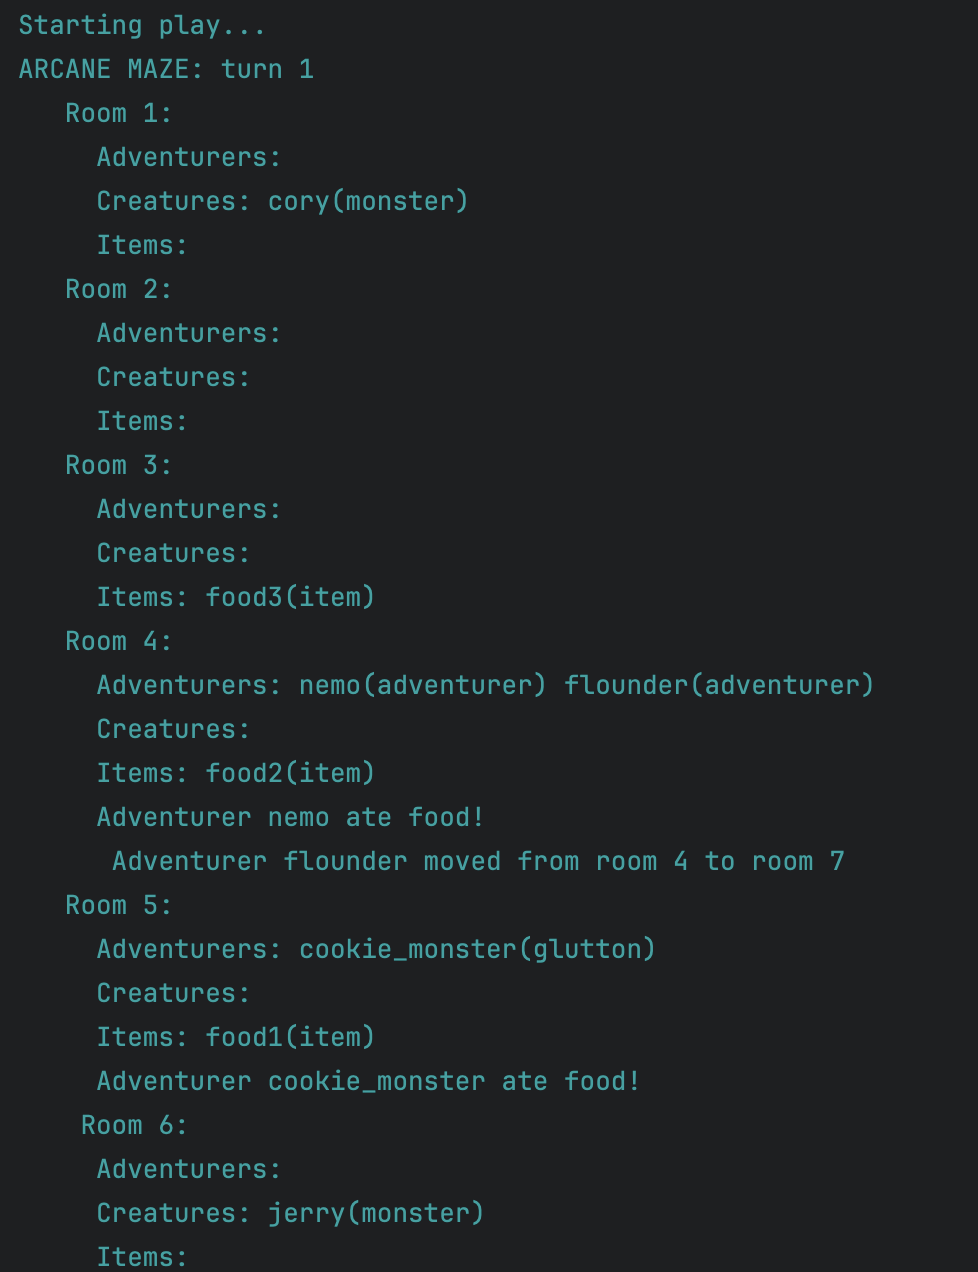 Starting play...
ARCANE MAZE: turn 1
Room 1:
Adventurers:
Creatures: cory(monster)
Items:
Room 2:
Adventurers:
Creatures:
Items:
Room 3:
Adventurers:
Creatures:
Items: food3(item)
Room 4:
Adventurers: nemo(adventurer) flounder(adventurer)
Creatures:
Items: food2(item)
Adventurer nemo ate food!
Adventurer flounder moved from room 4 to room 7
Room 5:
Adventurers: cookie_monster(glutton)
Creatures:
Items: food1(item)
Adventurer cookie_monster ate food!
Room 6:
Adventurers:
Creatures: jerry(monster)
Items: